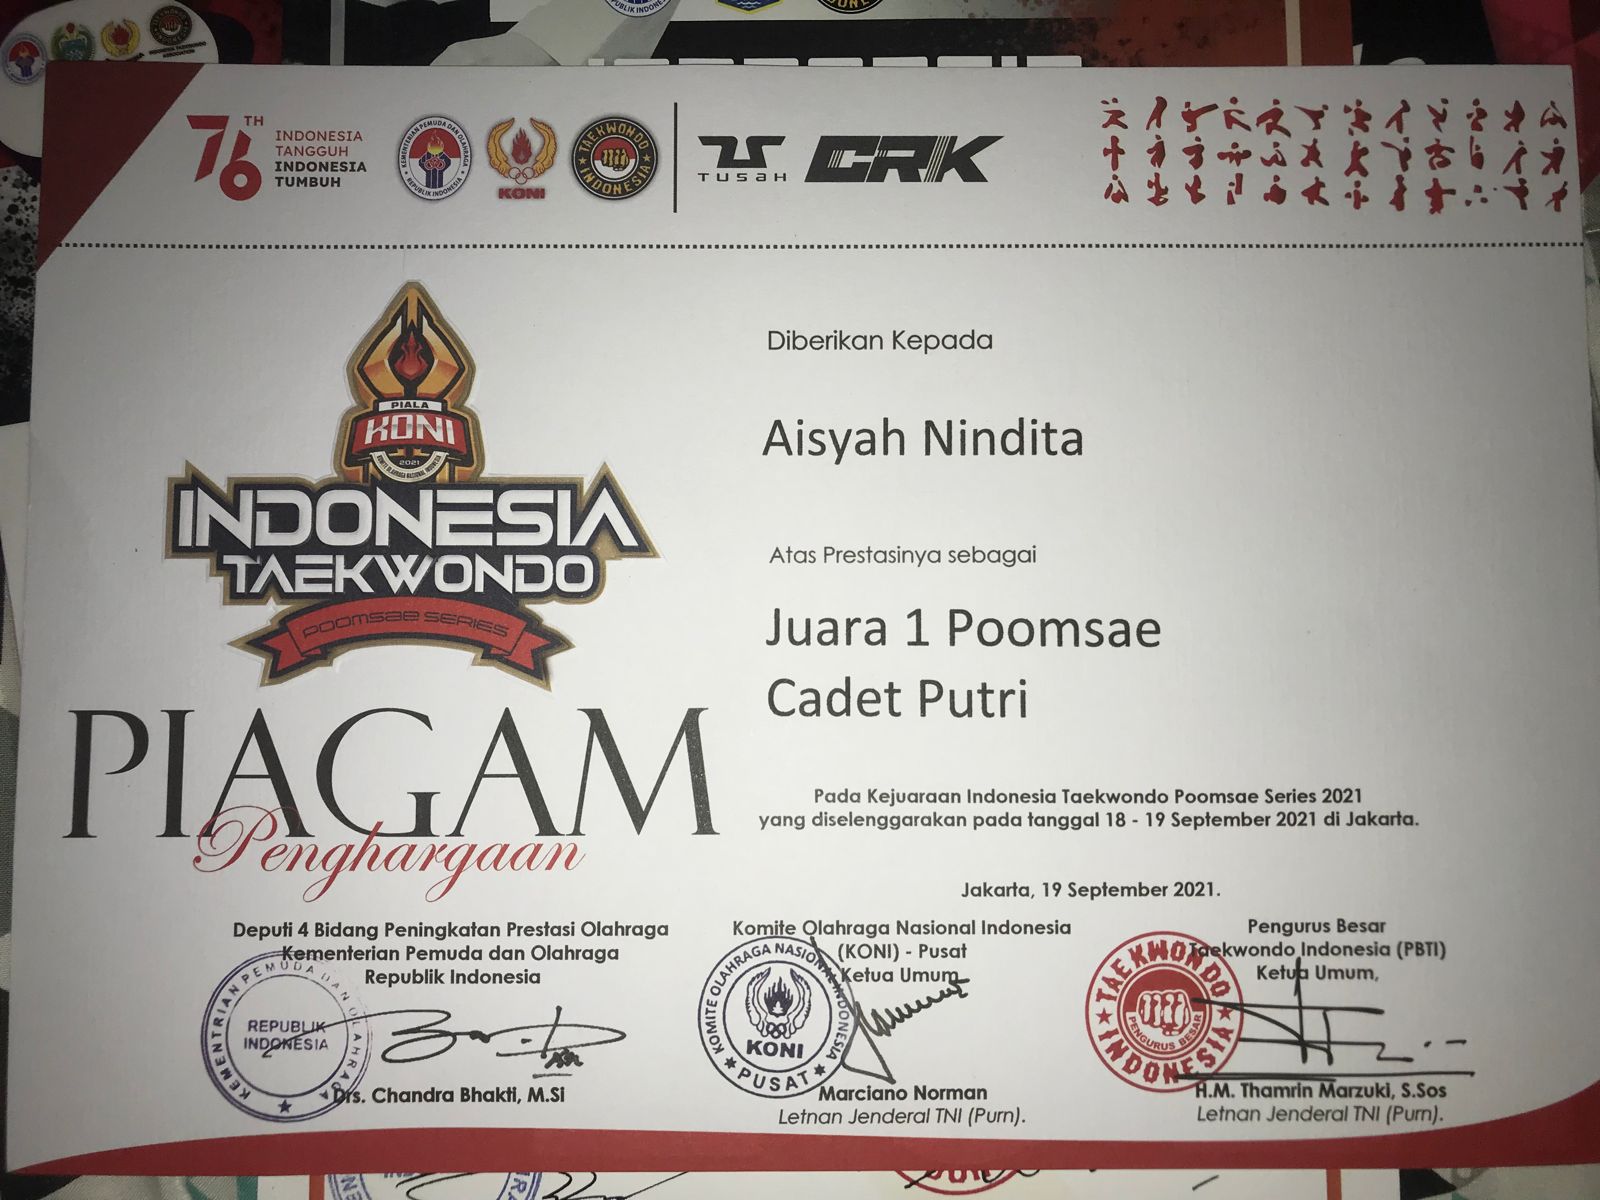 76TH
INDONESIA
TANGGUH
INDONESIA
TUMBUH
KEMENTERIAN PEMUDA DAN OLAHRAGA
REPUBLIK INDONESIA
KONI
TAEKWONDO
INDONESIA
TUSAH
CRK
PIALA
KONI
2021
KOMITE OLAHRAGA NASIONAL INDONESIA
INDONESIA
TAEKWONDO
POOMSAE SERIES
PIAGAM
Penghargaan
Diberikan Kepada
Aisyah Nindita
Atas Prestasinya sebagai
Juara 1 Poomsae
Cadet Putri
Pada Kejuaraan Indonesia Taekwondo Poomsae Series 2021
yang diselenggarakan pada tanggal 18 - 19 September 2021 di Jakarta.
Jakarta, 19 September 2021.
Deputi 4 Bidang Peningkatan Prestasi Olahraga
Kementerian Pemuda dan Olahraga
Republik Indonesia
KEMENTRIAN PEMUDA DAN OLAHRAGA
REPUBLIK
INDONESIA
Drs. Chandra Bhakti, M.Si
Komite Olahraga Nasional Indonesia
(KONI) - Pusat
Ketua Umum
KOMITE OLAHRAGA NASIONAL INDONESIA
KONI
PUSAT
Marciano Norman
Letnan Jenderal TNI (Purn).
Pengurus Besar
Taekwondo Indonesia (PBTI)
Ketua Umum,
TAEKWONDO
PENGURUS BESAR
INDONESIA
H.M. Thamrin Marzuki, S.Sos
Letnan Jenderal TNI (Purn).